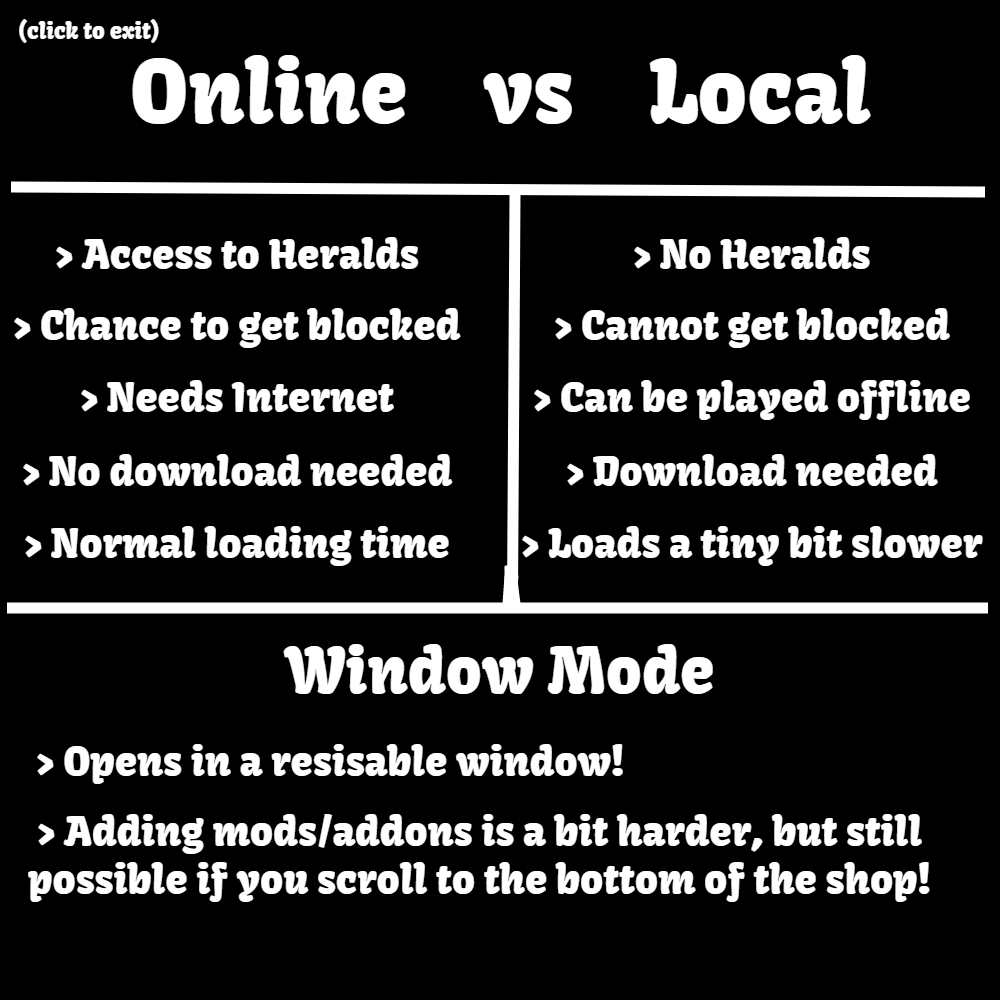 (click to exit)
Online vs Local
> Access to Heralds
> Chance to get blocked
> Needs Internet
> No download needed
> Normal loading time
> No Heralds
> Cannot get blocked
> Can be played offline
> Download needed
> Loads a tiny bit slower
Window Mode
> Opens in a resisable window!
> Adding mods/addons is a bit harder, but still
possible if you scroll to the bottom of the shop!